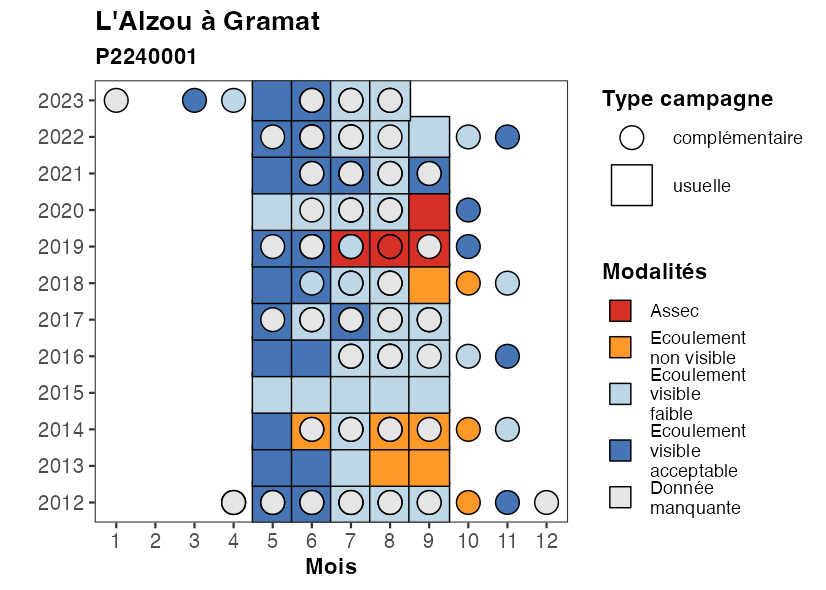 L'Alzou à Gramat
P2240001
2023
2022
2021
2020
2019
2018
2017
2016
2015
2014
2013
2012
1 2 3 4 5 6 7 8 9 10 11 12
Mois
Type campagne
complémentaire
usuelle
Modalités
Assec
Ecoulement
non visible
Ecoulement
visible
faible
Ecoulement
visible
acceptable
Donnée
manquante